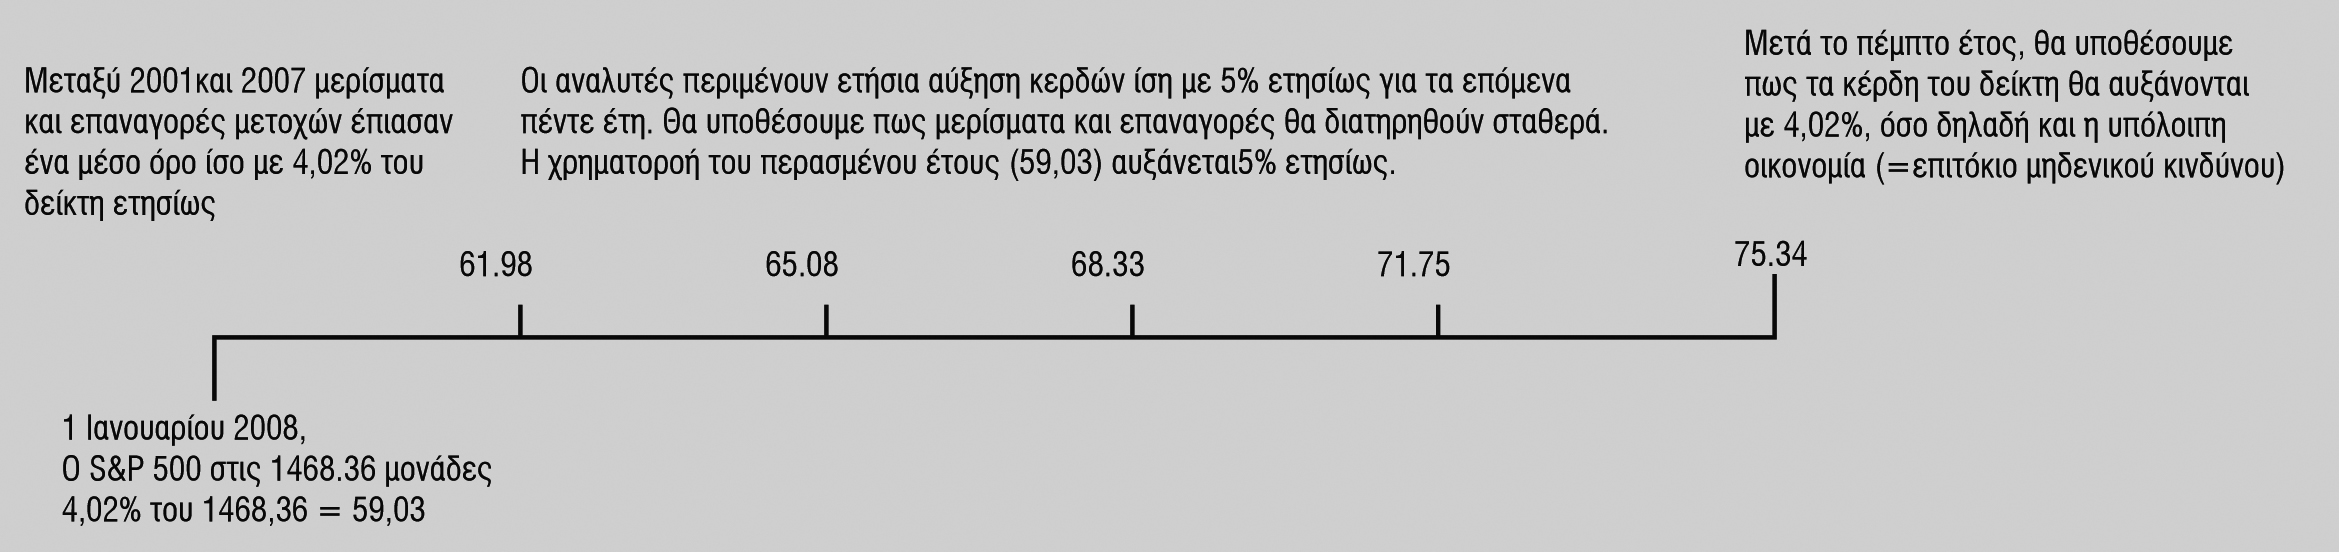 Μεταξύ 2001και 2007 μερίσματα
και επαναγορές μετοχών έπιασαν
ένα μέσο όρο ίσο με 4,02% του
δείκτη ετησίως
Οι αναλυτές περιμένουν ετήσια αύξηση κερδών ίση με 5% ετησίως για τα επόμενα
πέντε έτη. Θα υποθέσουμε πως μερίσματα και επαναγορές θα διατηρηθούν σταθερά.
Η χρηματοροή του περασμένου έτους (59,03) αυξάνεται5% ετησίως.
Μετά το πέμπτο έτος, θα υποθέσουμε
πως τα κέρδη του δείκτη θα αυξάνονται
με 4,02%, όσο δηλαδή και η υπόλοιπη
οικονομία (=επιτόκιο μηδενικού κινδύνου)
61.98
65.08
68.33
71.75
75.34
1 Ιανουαρίου 2008,
Ο S&P 500 στις 1468.36 μονάδες
4,02% του 1468,36 = 59,03